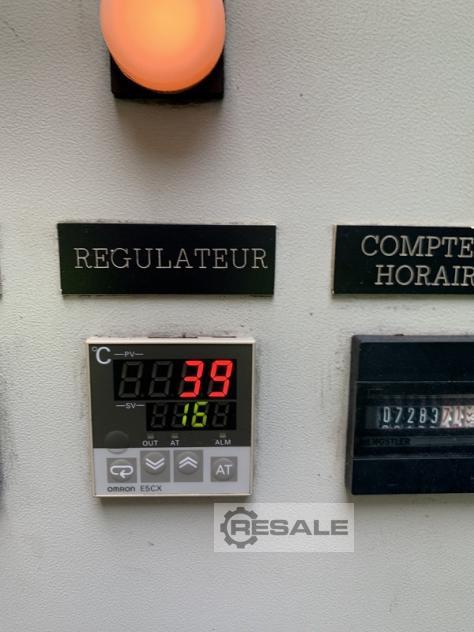 REGULATEUR
COMPTE
HORAIR
°C
PV
39
SV
16
OUT AT ALM
AT
OMRON E5CX
07283
RESALE